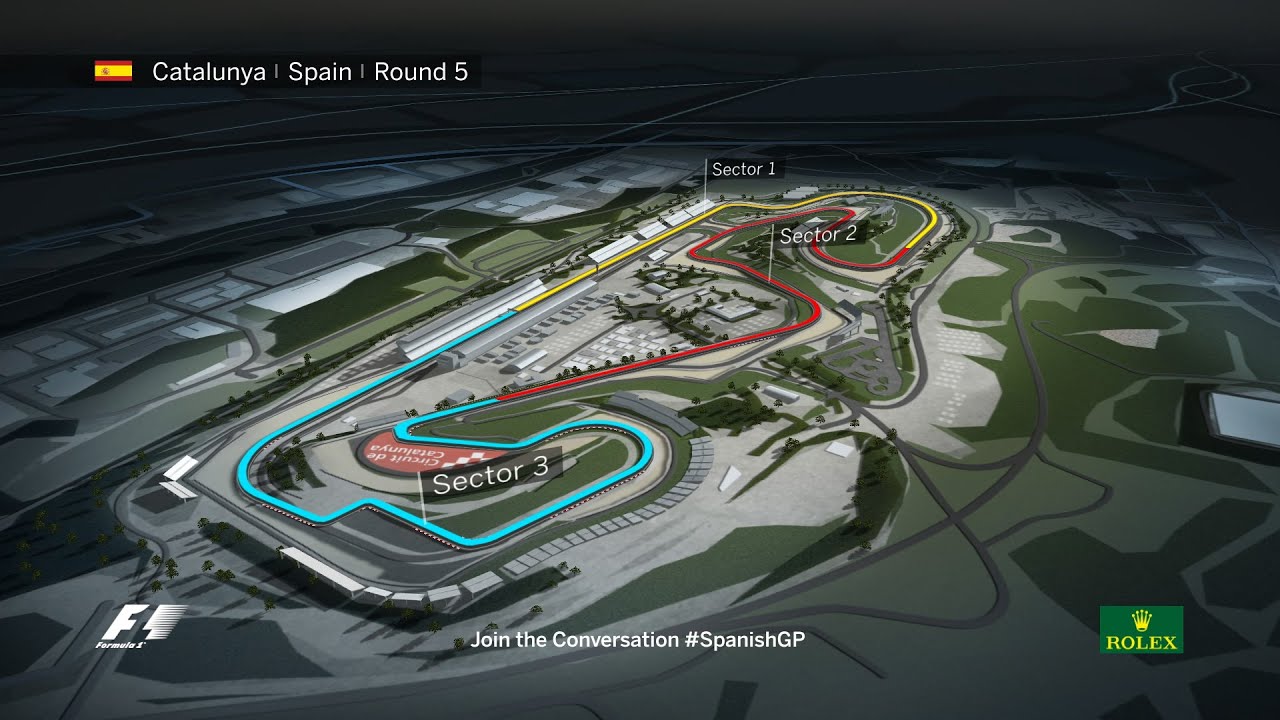 Catalunya | Spain | Round 5
Sector 1
Sector 2
Circuit de
Catalunya
Sector 3
F1
Formula 1
Join the Conversation #SpanishGP
ROLEX